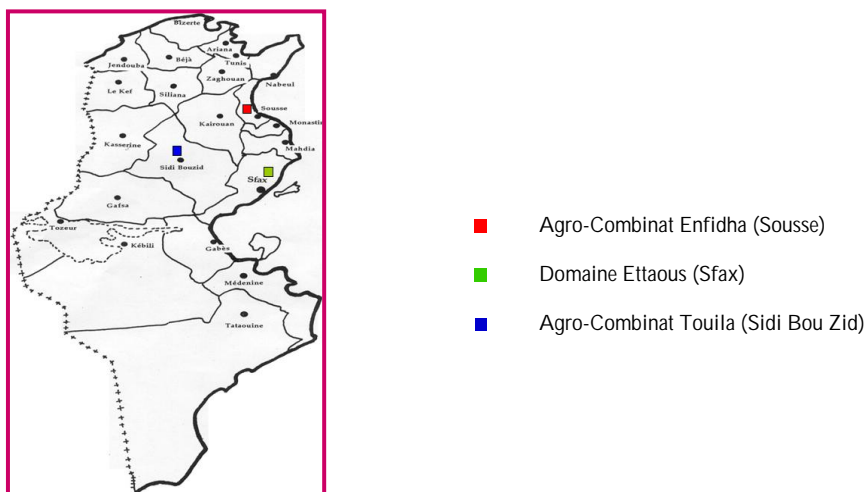 Bizerte
Ariana
Tunis
Jendouba
Béjà
Zaghouan
Nabeul
Le Kef
Siliana
Sousse
Kairouan
Monastir
Kasserine
Mahdia
Sidi Bouzid
Sfax
Gafsa
Tozeur
Kébili
Gabès
Médenine
Tataouine
Agro-Combinat Enfidha (Sousse)
Domaine Ettaous (Sfax)
Agro-Combinat Touila (Sidi Bou Zid)